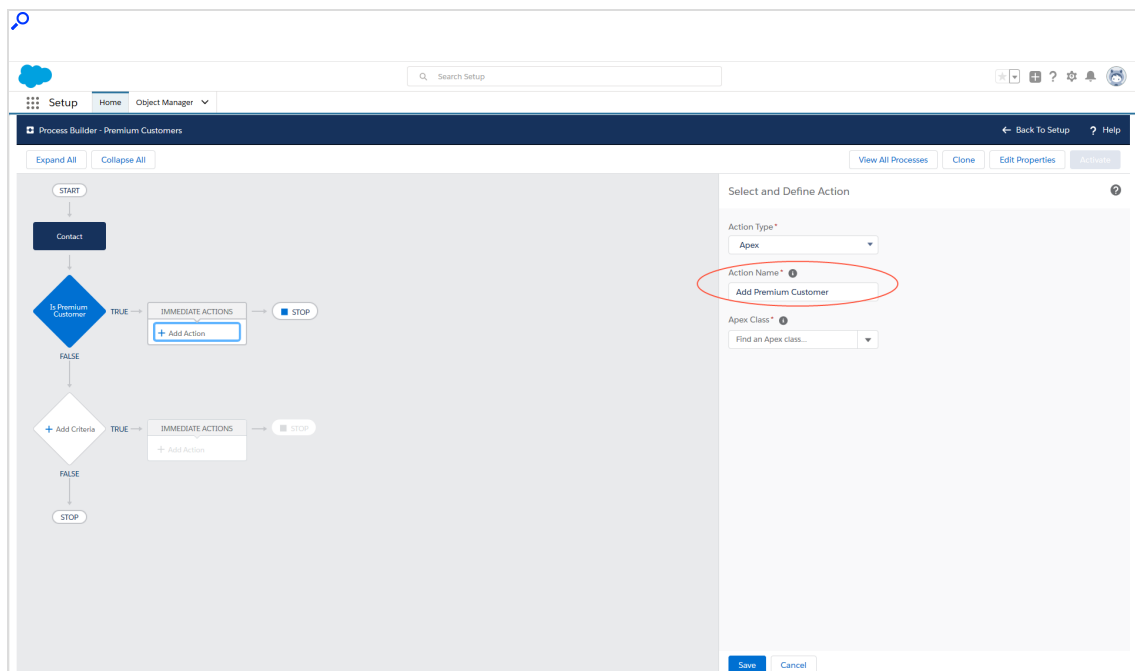 Search Setup
Setup Home Object Manager
Process Builder - Premium Customers
Back To Setup ? Help
Expand All Collapse All
View All Processes Clone Edit Properties Activate
START
Contact
Is Premium
Customer
TRUE
IMMEDIATE ACTIONS
STOP
+ Add Action
FALSE
+ Add Criteria
TRUE
IMMEDIATE ACTIONS
STOP
+ Add Action
FALSE
STOP
Select and Define Action
Action Type*
Apex
Action Name*
Add Premium Customer
Apex Class*
Find an Apex class...
Save Cancel